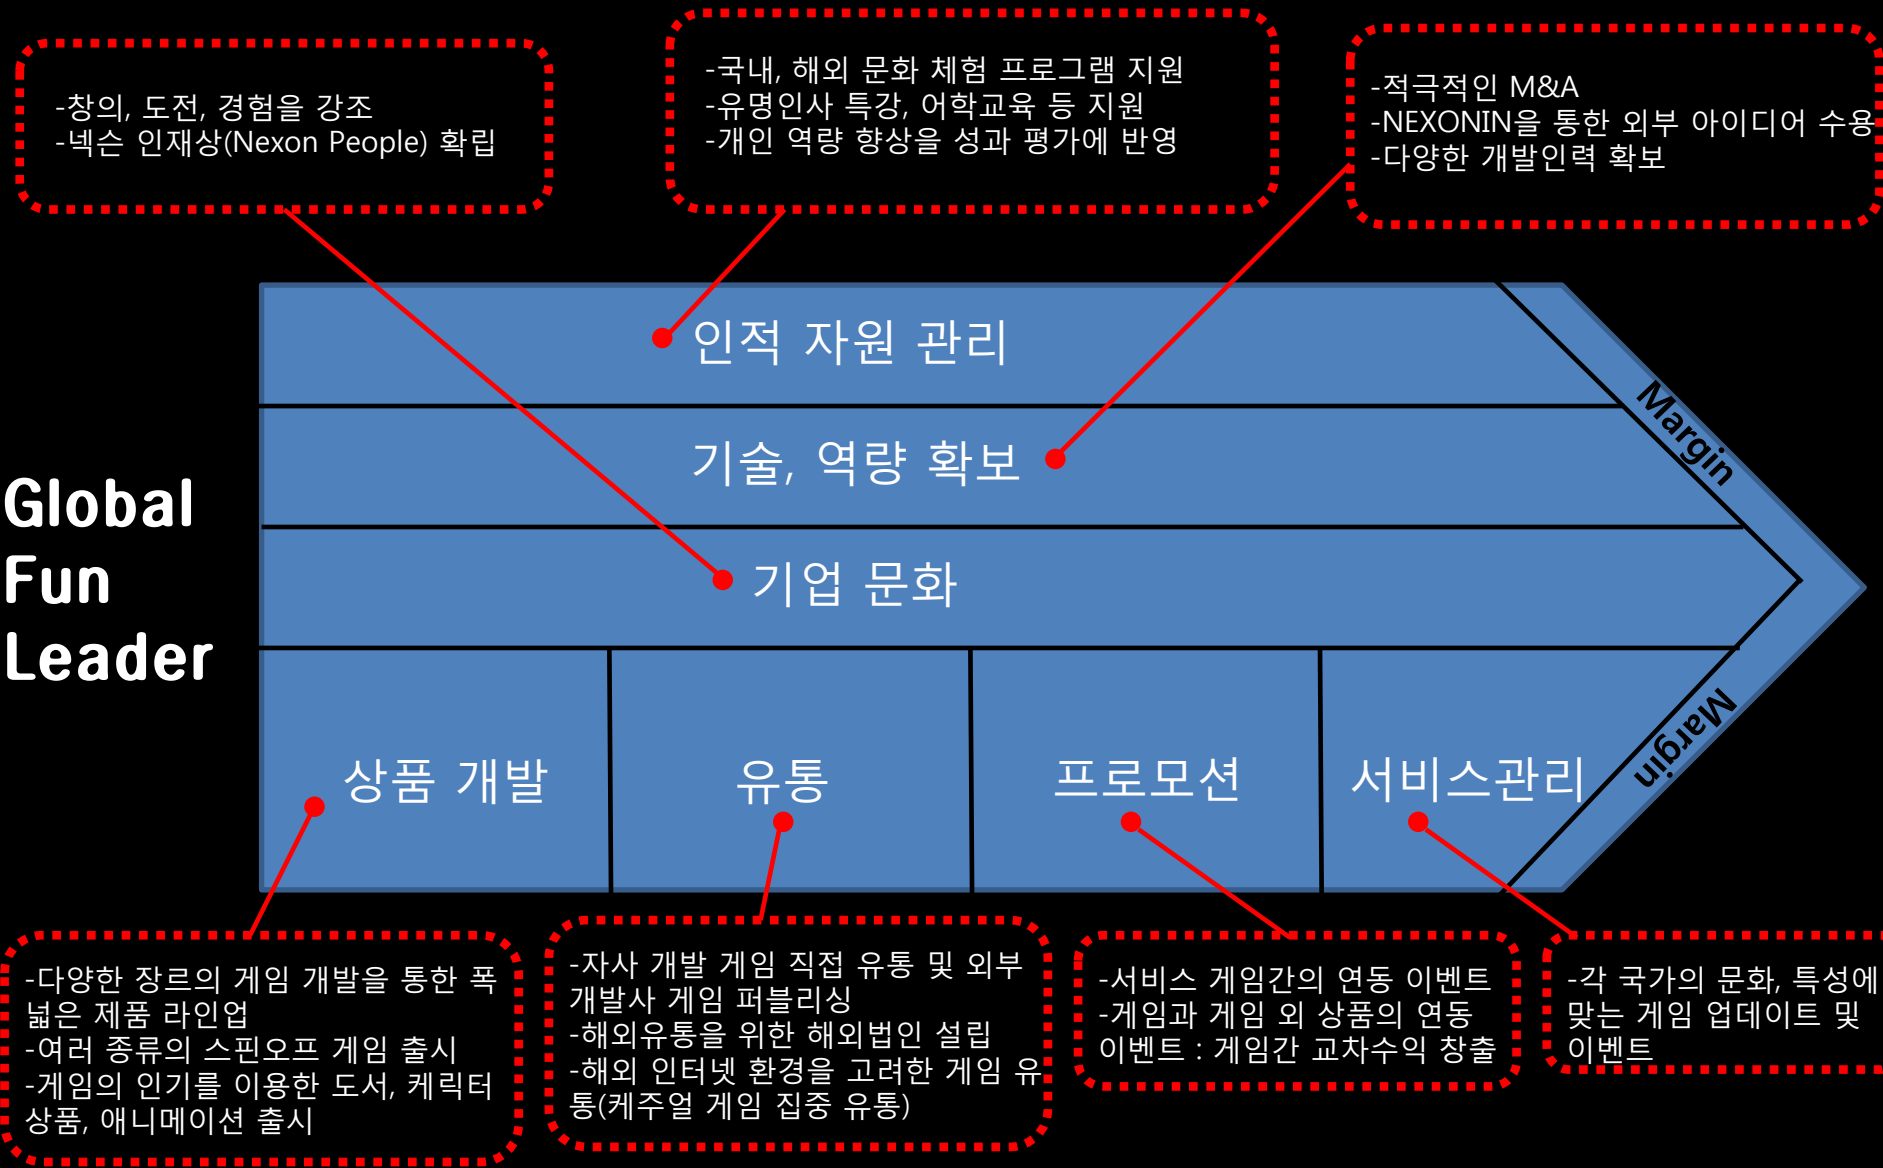 -창의, 도전, 경험을 강조
-넥슨 인재상(Nexon People) 확립
-국내, 해외 문화 체험 프로그램 지원
-유명인사 특강, 어학교육 등 지원
-개인 역량 향상을 성과 평가에 반영
-적극적인 M&A
-NEXONIN을 통한 외부 아이디어 수용
-다양한 개발인력 확보
인적 자원 관리
기술, 역량 확보
기업 문화
Global
Fun
Leader
Margin
Margin
상품 개발
유통
프로모션
서비스관리
-다양한 장르의 게임 개발을 통한 폭
넓은 제품 라인업
-여러 종류의 스핀오프 게임 출시
-게임의 인기를 이용한 도서, 케릭터
상품, 애니메이션 출시
-자사 개발 게임 직접 유통 및 외부
개발사 게임 퍼블리싱
-해외유통을 위한 해외법인 설립
-해외 인터넷 환경을 고려한 게임 유
통(케주얼 게임 집중 유통)
-서비스 게임간의 연동 이벤트
-게임과 게임 외 상품의 연동
이벤트 : 게임간 교차수익 창출
-각 국가의 문화, 특성에
맞는 게임 업데이트 및
이벤트